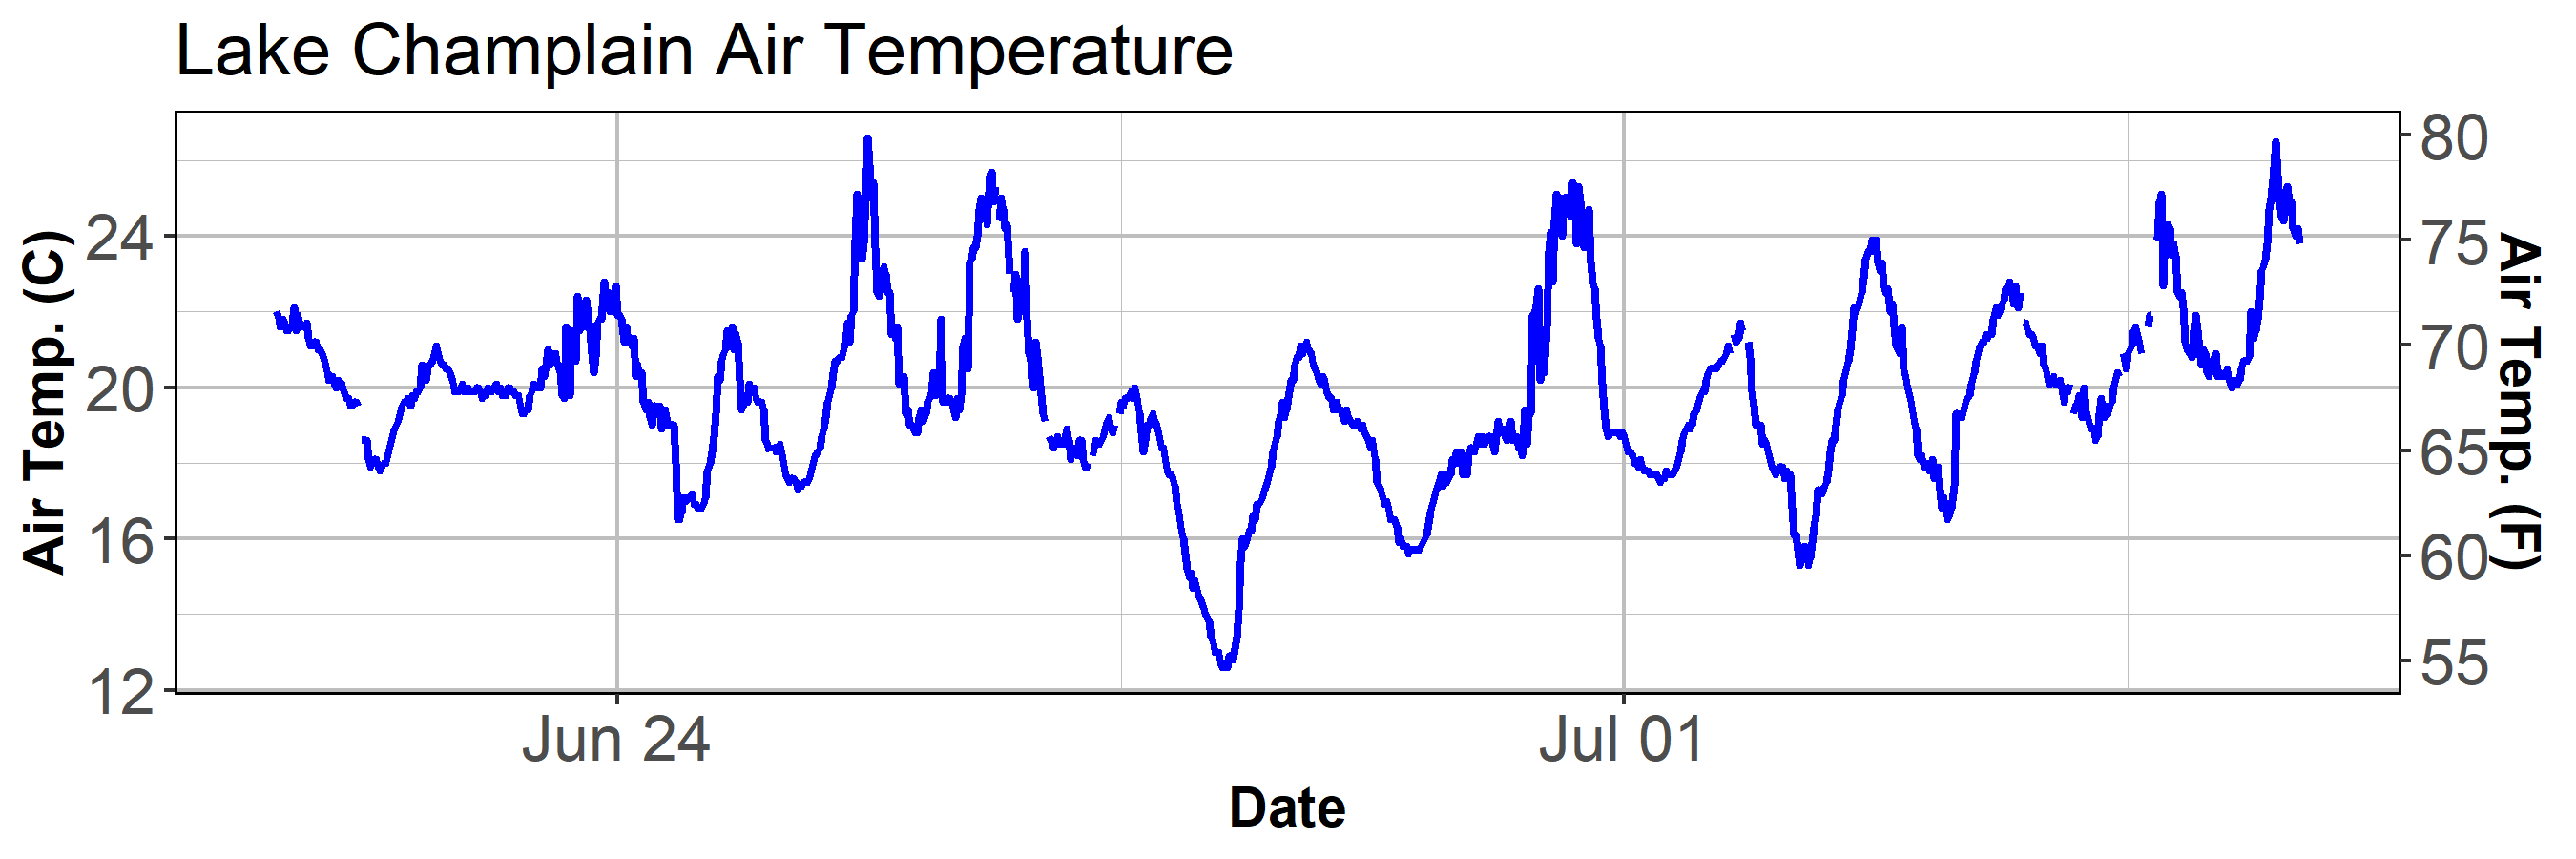 Lake Champlain Air Temperature
Air Temp. (C)
24
20
16
12
80
75
70
65
60
55
Air Temp. (F)
Jun 24
Jul 01
Date